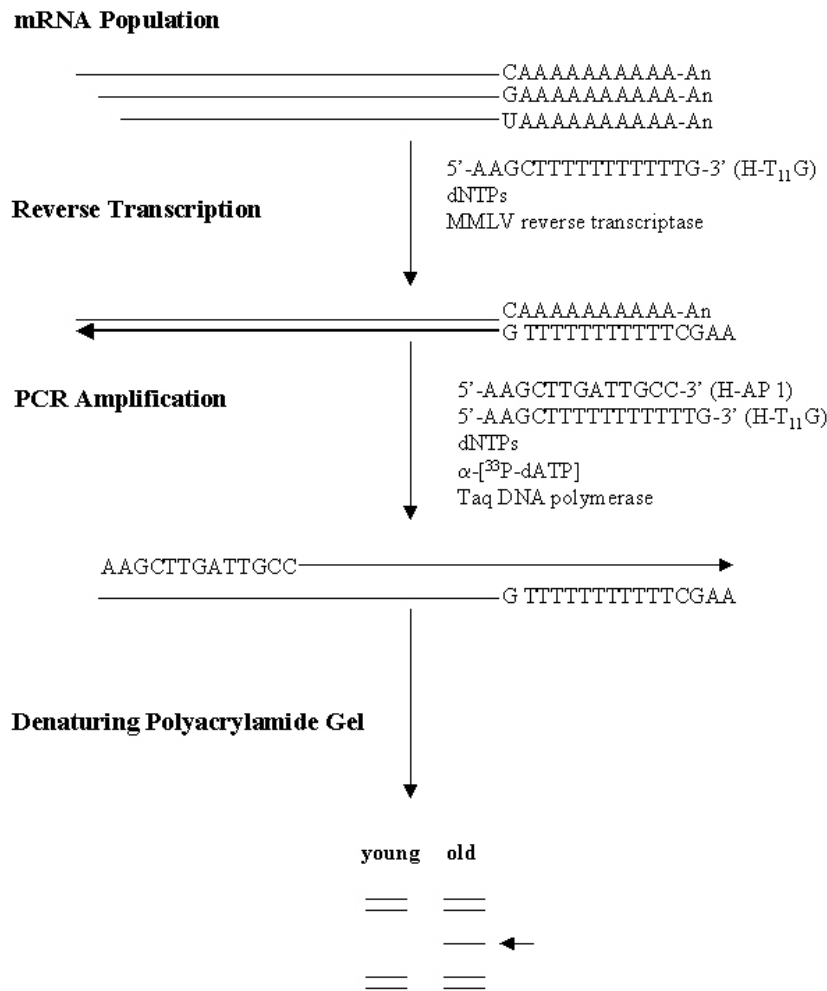 mRNA Population
CAAAAAAAAAA-An
GAAAAAAAAAA-An
UAAAAAAAAAA-An
5’-AAGCTTTTTTTTTTTG-3’ (H-T₁₁G)
dNTPs
Reverse Transcription
MMLV reverse transcriptase
CAAAAAAAAAA-An
G TTTTTTTTTTTCGAA
5’-AAGCTTGATTGCC-3’ (H-AP 1)
PCR Amplification
5’-AAGCTTTTTTTTTTTG-3’ (H-T₁₁G)
dNTPs
α-[³³P-dATP]
Taq DNA polymerase
AAGCTTGATTGCC
G TTTTTTTTTTTCGAA
Denaturing Polyacrylamide Gel
young old